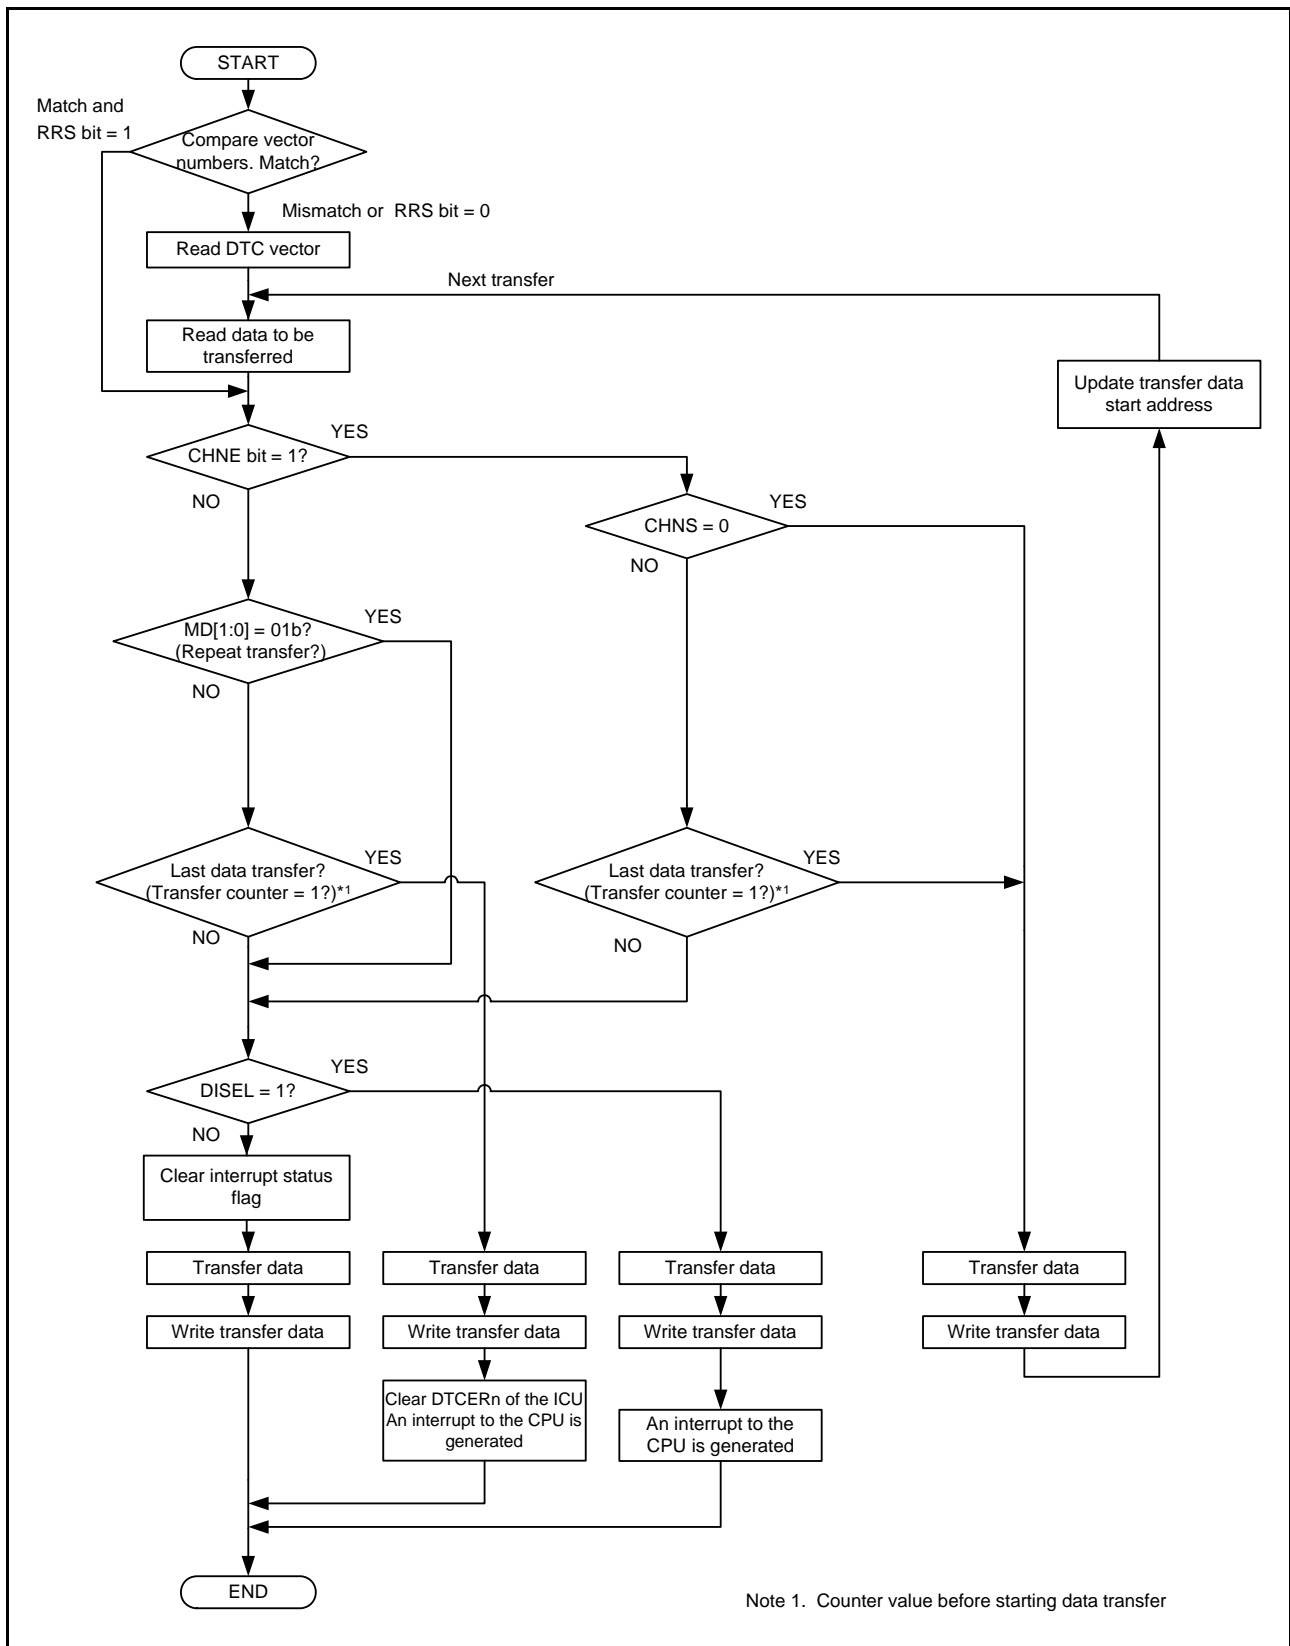 START
Match and
RRS bit = 1
Compare vector
numbers. Match?
Mismatch or RRS bit = 0
Read DTC vector
Next transfer
Read data to be
transferred
Update transfer data
start address
YES
CHNE bit = 1?
NO
YES
CHNS = 0
NO
YES
MD[1:0] = 01b?
(Repeat transfer?)
NO
YES
Last data transfer?
(Transfer counter = 1?)*1
NO
YES
Last data transfer?
(Transfer counter = 1?)*1
NO
YES
DISEL = 1?
NO
Clear interrupt status
flag
Transfer data
Transfer data
Transfer data
Transfer data
Write transfer data
Write transfer data
Write transfer data
Write transfer data
Clear DTCERn of the ICU
An interrupt to the CPU is
generated
An interrupt to the
CPU is generated
END
Note 1. Counter value before starting data transfer